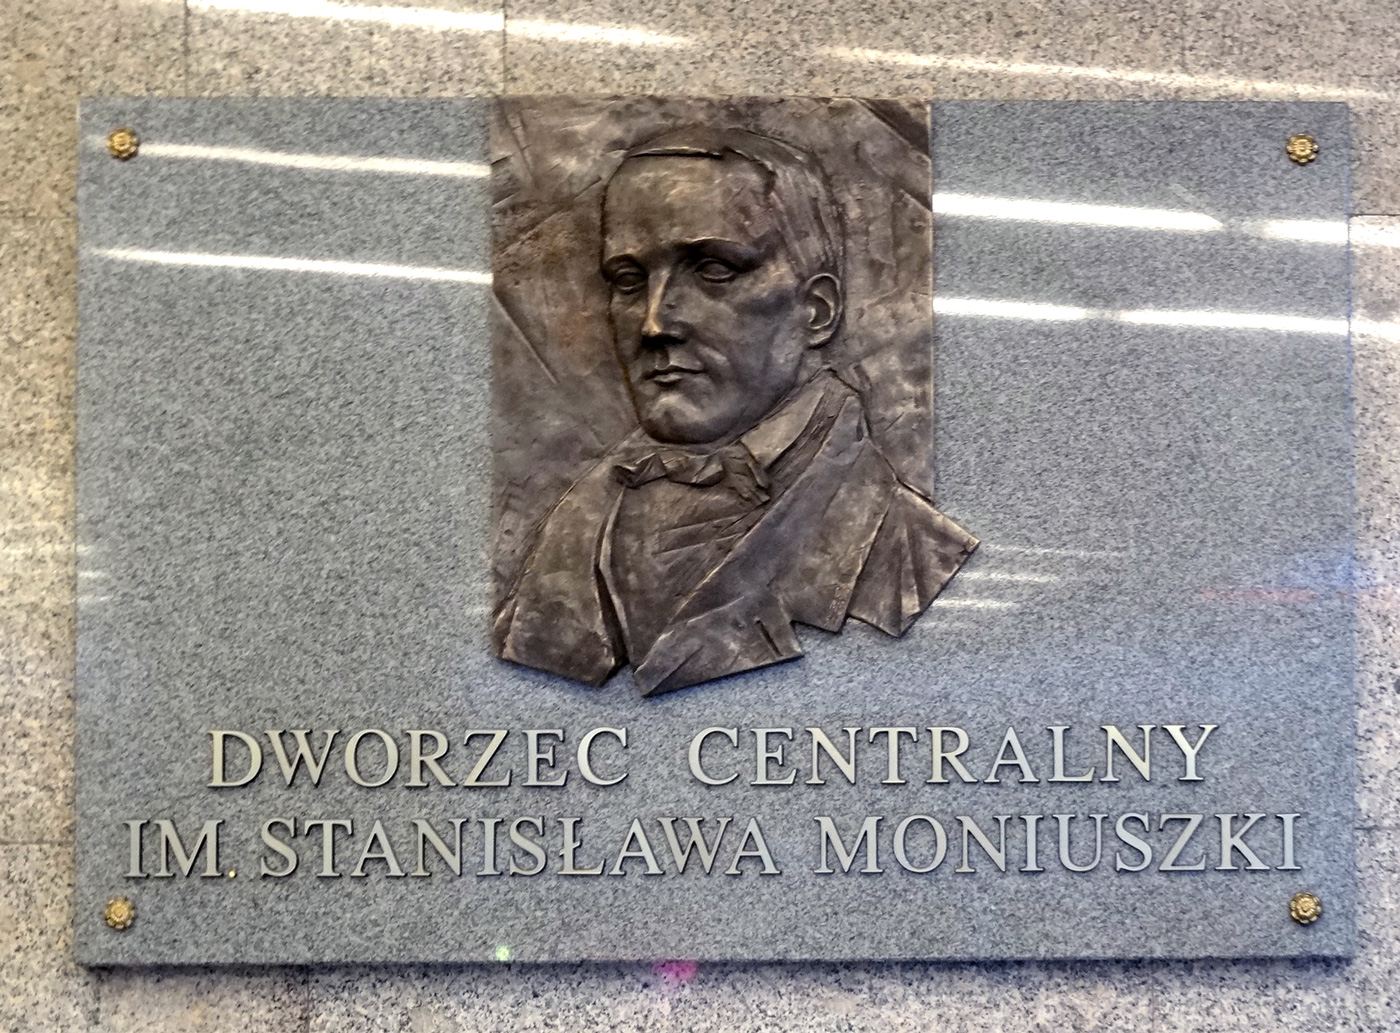 DWORZEC CENTRALNY
IM. STANISŁAWA MONIUSZKI